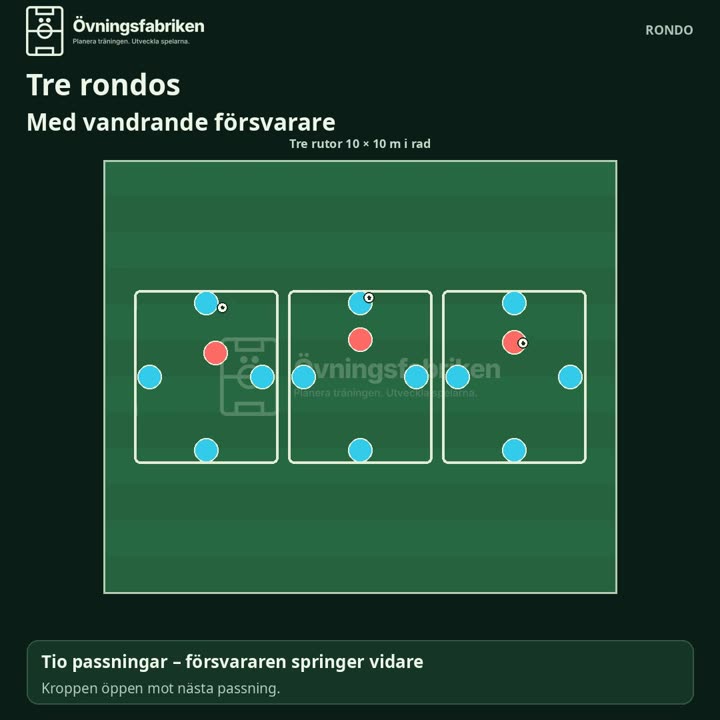 Övningsfabriken
Planera träningen. Utveckla spelarna.
RONDO
Tre rondos
Med vandrande försvarare
Tre rutor 10 × 10 m i rad
Övningsfabriken
Planera träningen. Utveckla spelarna.
Tio passningar – försvararen springer vidare
Kroppen öppen mot nästa passning.